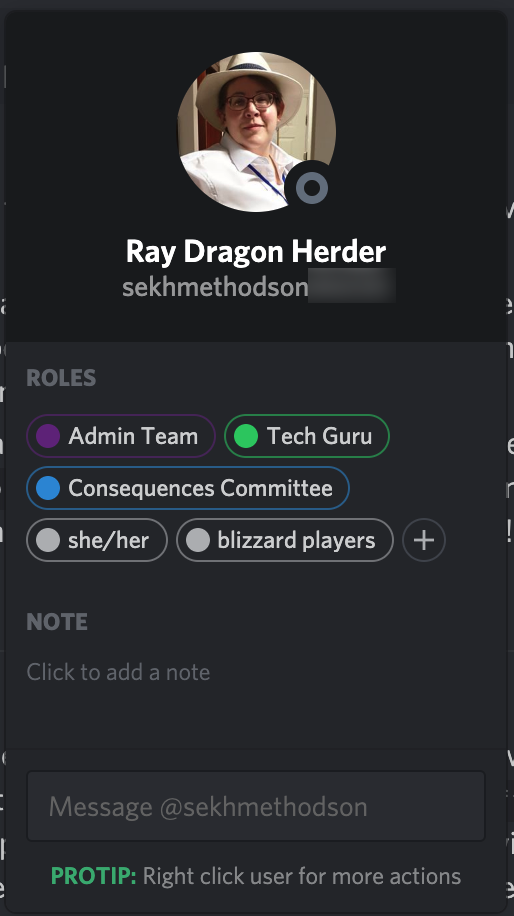 Ray Dragon Herder
sekhmethodson
ROLES
Admin Team Tech Guru
Consequences Committee
she/her blizzard players +
NOTE
Click to add a note
Message @sekhmethodson
PROTIP: Right click user for more actions